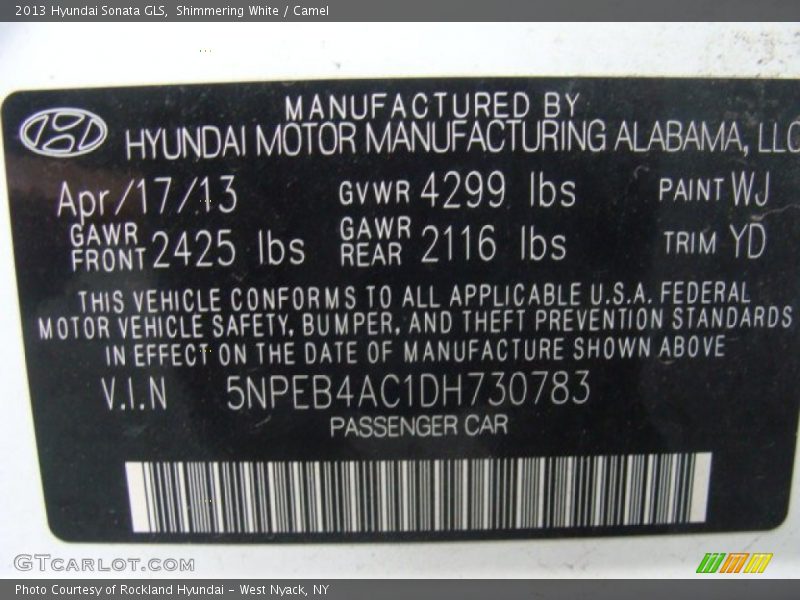 2013 Hyundai Sonata GLS, Shimmering White / Camel
MANUFACTURED BY
HYUNDAI MOTOR MANUFACTURING ALABAMA, LLC
Apr/17/13 GVWR 4299 lbs PAINT WJ
GAWR FRONT 2425 lbs GAWR REAR 2116 lbs TRIM YD
THIS VEHICLE CONFORMS TO ALL APPLICABLE U.S.A. FEDERAL
MOTOR VEHICLE SAFETY, BUMPER, AND THEFT PREVENTION STANDARDS
IN EFFECT ON THE DATE OF MANUFACTURE SHOWN ABOVE
V.I.N 5NPEB4AC1DH730783
PASSENGER CAR
GTCARLOT.COM
Photo Courtesy of Rockland Hyundai - West Nyack, NY